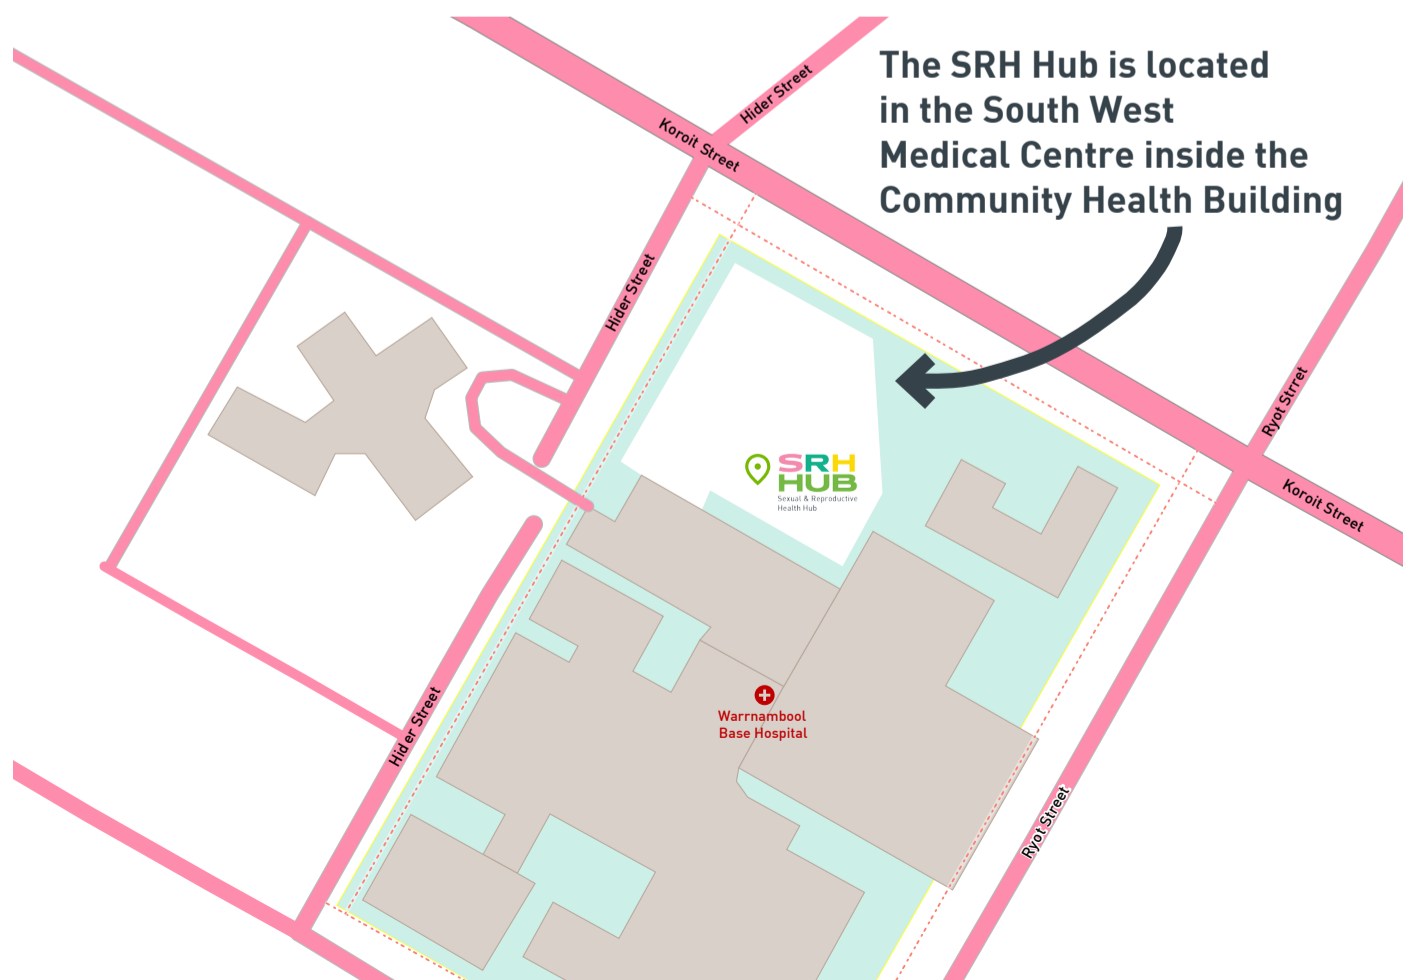 The SRH Hub is located
in the South West
Medical Centre inside the
Community Health Building
Hider Street
Koroit Street
Hider Street
Ryot Strret
Koroit Street
SRH
HUB
Sexual & Reproductive
Health Hub
Warrnambool
Base Hospital
Hider Street
Ryot Street